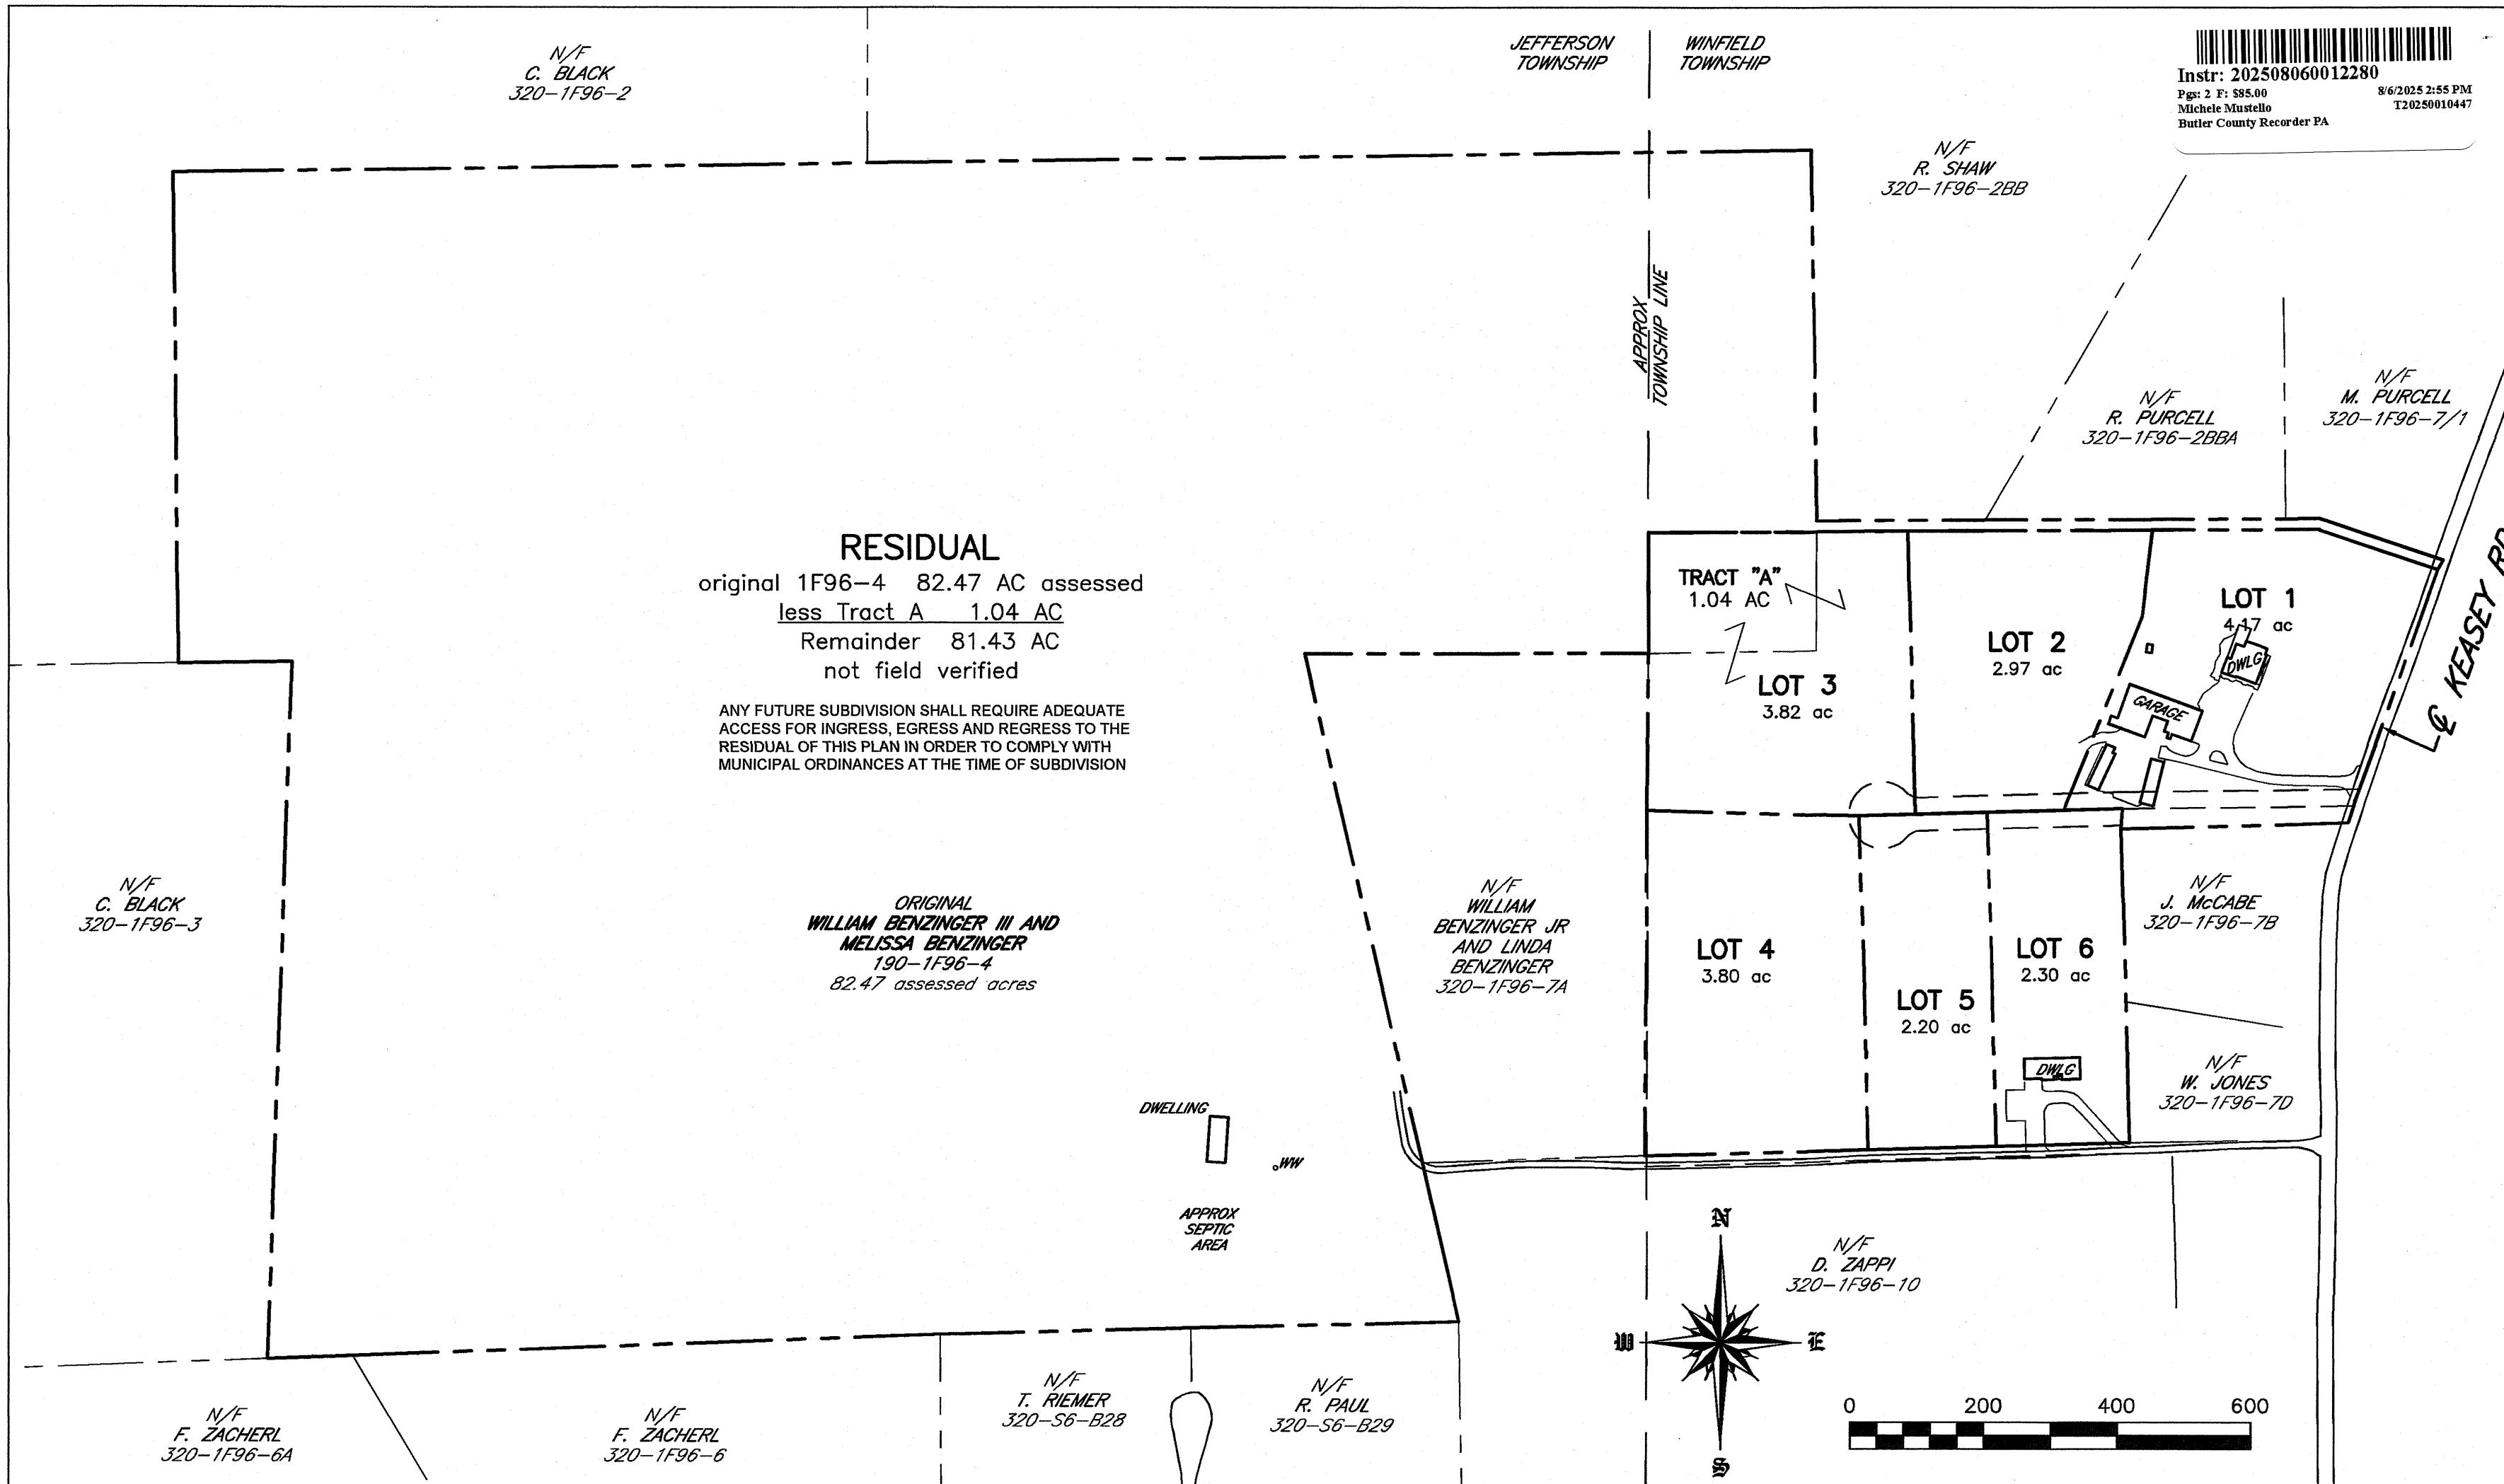 JEFFERSON
TOWNSHIP
WINFIELD
TOWNSHIP
Instr: 202508060012280
Pgs: 2 F: $85.00
8/6/2025 2:55 PM
Michele Mustello
T20250010447
Butler County Recorder PA
N/F
C. BLACK
320-1F96-2
N/F
R. SHAW
320-1F96-2BB
APPROX
TOWNSHIP LINE
N/F
R. PURCELL
320-1F96-2BBA
N/F
M. PURCELL
320-1F96-7/1
RESIDUAL
original 1F96-4 82.47 AC assessed
less Tract A 1.04 AC
Remainder 81.43 AC
not field verified
ANY FUTURE SUBDIVISION SHALL REQUIRE ADEQUATE
ACCESS FOR INGRESS, EGRESS AND REGRESS TO THE
RESIDUAL OF THIS PLAN IN ORDER TO COMPLY WITH
MUNICIPAL ORDINANCES AT THE TIME OF SUBDIVISION
TRACT "A"
1.04 AC
LOT 1
4.17 ac
DWLG
GARAGE
LOT 2
2.97 ac
LOT 3
3.82 ac
℄ KEASEY RD
N/F
C. BLACK
320-1F96-3
ORIGINAL
WILLIAM BENZINGER III AND
MELISSA BENZINGER
190-1F96-4
82.47 assessed acres
N/F
WILLIAM
BENZINGER JR
AND LINDA
BENZINGER
320-1F96-7A
LOT 4
3.80 ac
LOT 5
2.20 ac
LOT 6
2.30 ac
DWLG
N/F
J. McCABE
320-1F96-7B
N/F
W. JONES
320-1F96-7D
DWELLING
WW
APPROX
SEPTIC
AREA
N/F
D. ZAPPI
320-1F96-10
N
W
E
S
N/F
F. ZACHERL
320-1F96-6A
N/F
F. ZACHERL
320-1F96-6
N/F
T. RIEMER
320-S6-B28
N/F
R. PAUL
320-S6-B29
0 200 400 600